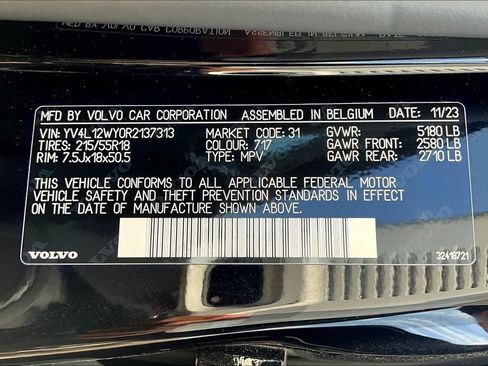 MFD BY VOLVO CAR CORPORATION ASSEMBLED IN BELGIUM DATE: 11/23
VIN: YV4L12WY0R2137313 MARKET CODE: 31 GVWR: 5180 LB
TIRES: 215/55R18 COLOUR: 717 GAWR FRONT: 2580 LB
RIM: 7.5Jx18x50.5 TYPE: MPV GAWR REAR: 2710 LB
THIS VEHICLE CONFORMS TO ALL APPLICABLE FEDERAL MOTOR
VEHICLE SAFETY AND THEFT PREVENTION STANDARDS IN EFFECT
ON THE DATE OF MANUFACTURE SHOWN ABOVE.
VOLVO 32418721